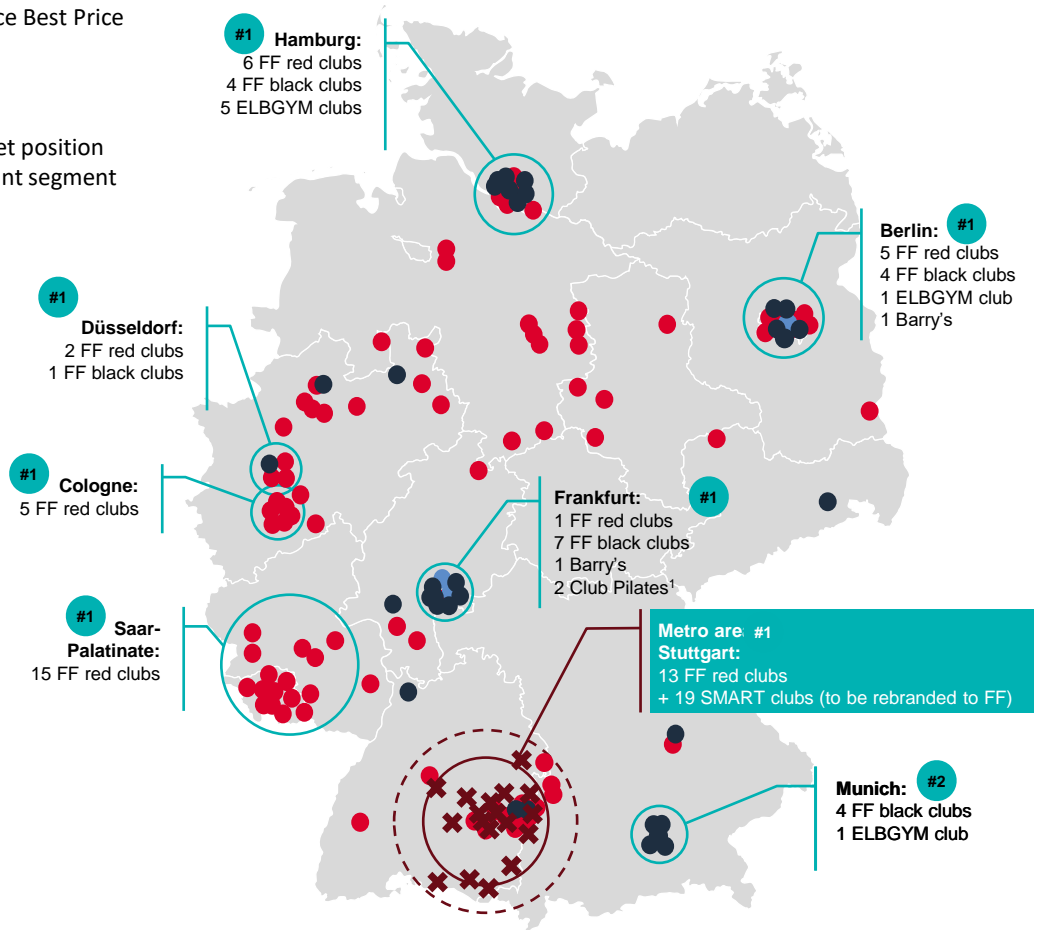 ce Best Price
et position
nt segment
#1 Hamburg:
6 FF red clubs
4 FF black clubs
5 ELBGYM clubs
Berlin: #1
5 FF red clubs
4 FF black clubs
1 ELBGYM club
1 Barry's
#1
Düsseldorf:
2 FF red clubs
1 FF black clubs
#1 Cologne:
5 FF red clubs
Frankfurt: #1
1 FF red clubs
7 FF black clubs
1 Barry's
2 Club Pilates1
#1 Saar-
Palatinate:
15 FF red clubs
Metro are #1
Stuttgart:
13 FF red clubs
+ 19 SMART clubs (to be rebranded to FF)
Munich: #2
4 FF black clubs
1 ELBGYM club